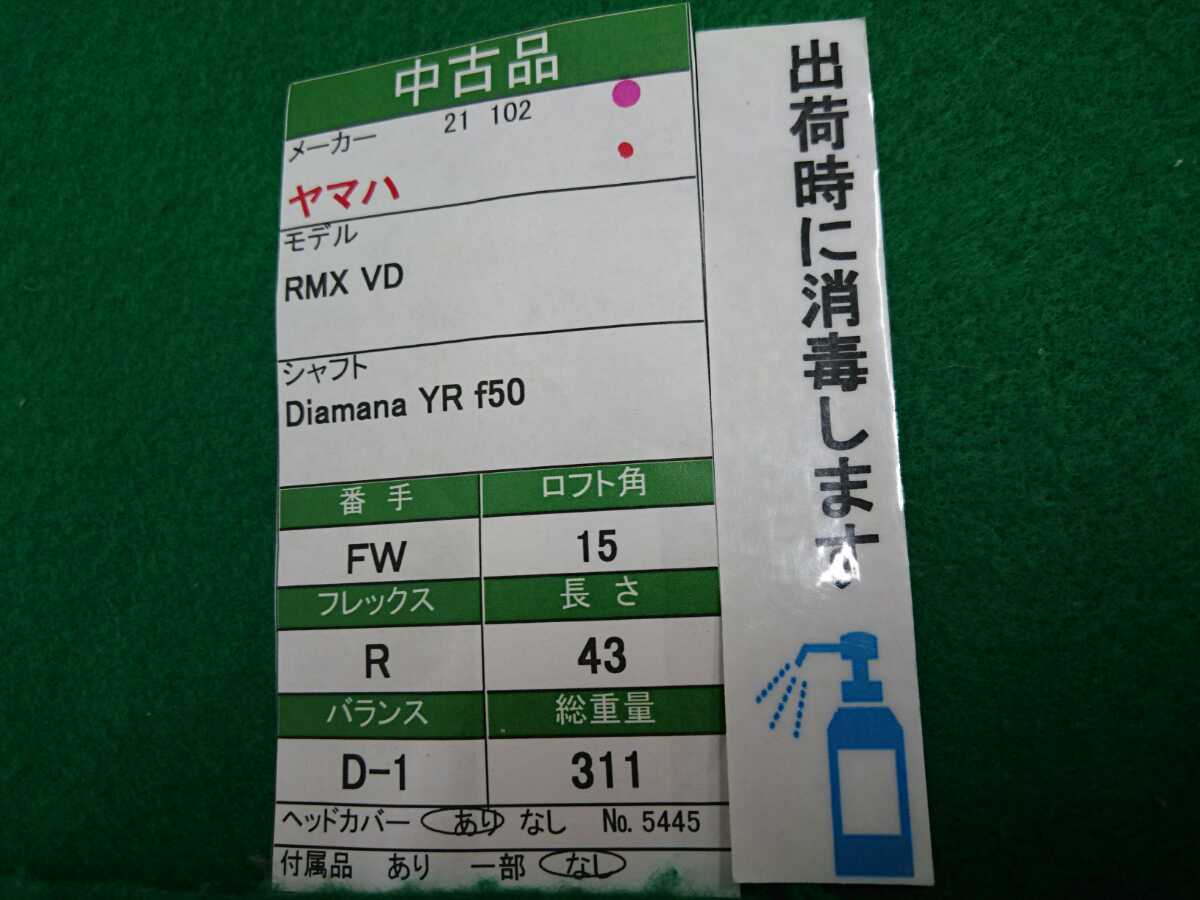 中古品
メーカー 21 102
ヤマハ
モデル
RMX VD
シャフト
Diamana YR f50
番手 ロフト角
FW 15
フレックス 長さ
R 43
バランス 総重量
D-1 311
ヘッドカバー あり なし No. 5445
付属品 あり 一部 なし
出荷時に消毒します。